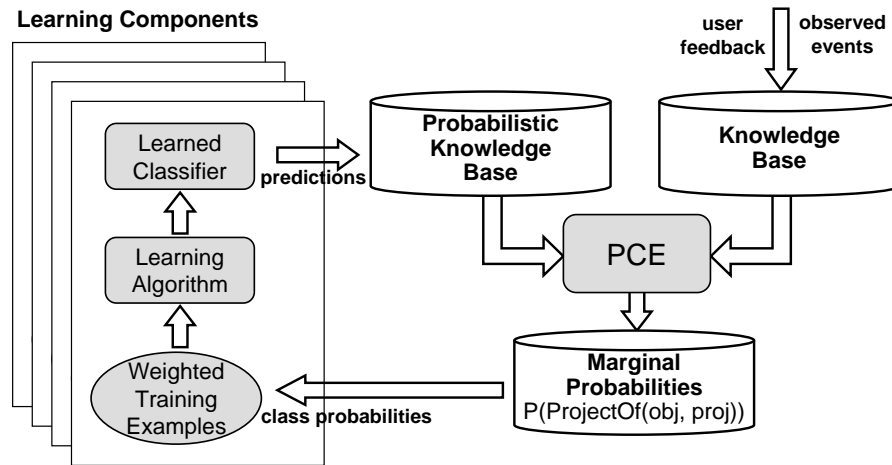 Learning Components
user
feedback
observed
events
Learned
Classifier
predictions
Probabilistic
Knowledge
Base
Knowledge
Base
Learning
Algorithm
PCE
Weighted
Training
Examples
class probabilities
Marginal
Probabilities
P(ProjectOf(obj, proj))